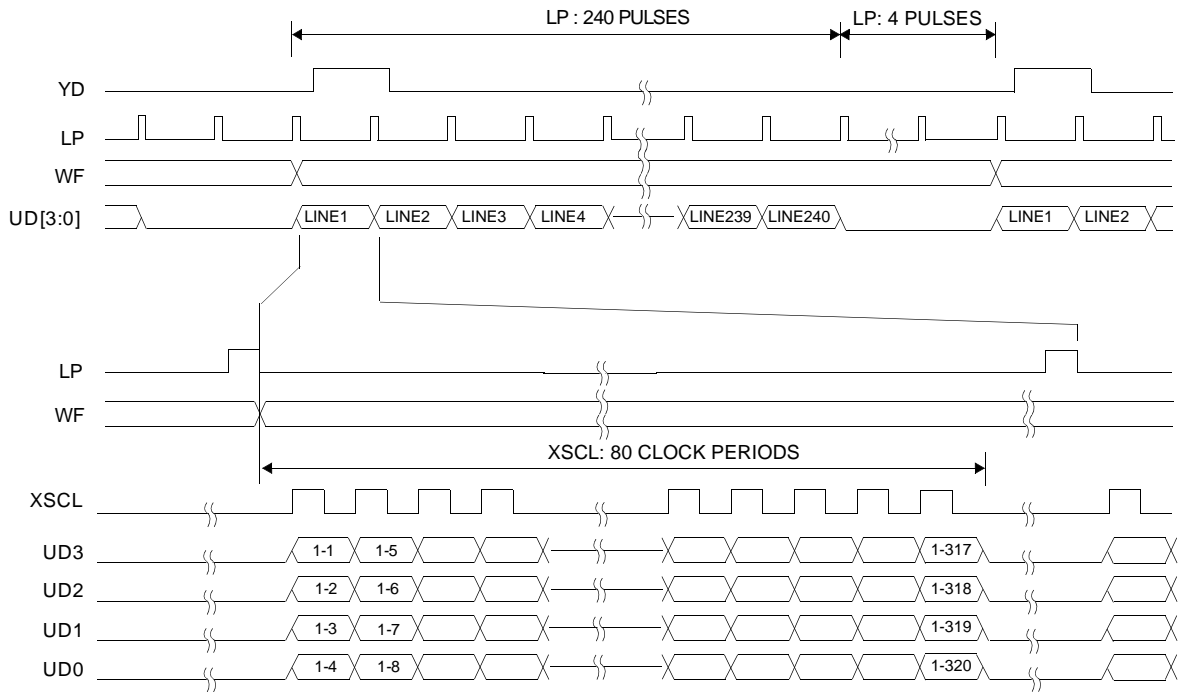 LP : 240 PULSES LP: 4 PULSES
YD
LP
WF
UD[3:0] LINE1 LINE2 LINE3 LINE4 LINE239 LINE240 LINE1 LINE2
LP
WF
XSCL: 80 CLOCK PERIODS
XSCL
UD3 1-1 1-5 1-317
UD2 1-2 1-6 1-318
UD1 1-3 1-7 1-319
UD0 1-4 1-8 1-320